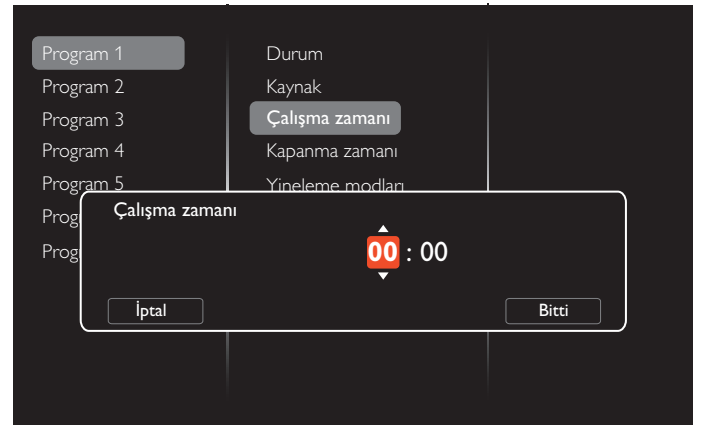 Program 1
Program 2
Program 3
Program 4
Program 5
Durum
Kaynak
Çalışma zamanı
Kapanma zamanı
Yineleme modları
Çalışma zamanı
00 : 00
İptal
Bitti